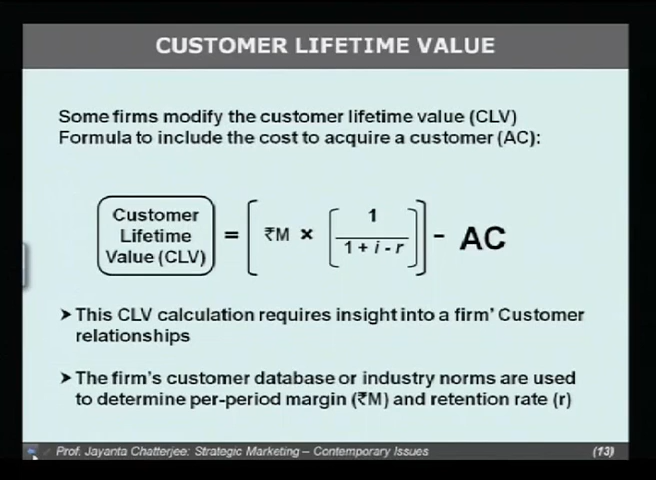 CUSTOMER LIFETIME VALUE
Some firms modify the customer lifetime value (CLV)
Formula to include the cost to acquire a customer (AC):
Customer
Lifetime
Value (CLV)
= [ ₹M × [ 1 / 1 + i - r ] ] - AC
➤ This CLV calculation requires insight into a firm' Customer
relationships
➤ The firm's customer database or industry norms are used
to determine per-period margin (₹M) and retention rate (r)
Prof. Jayanta Chatterjee: Strategic Marketing – Contemporary Issues
(13)